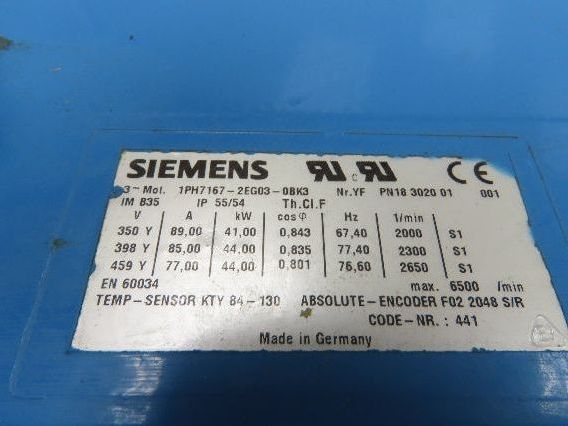 SIEMENS
3~Mot. 1PH7167-2EG03-0BK3 Nr.YF PN18 3020 01 001
IM B35 IP 55/54 Th.Cl.F
V A kW cosφ Hz 1/min
350 Y 89,00 41,00 0,843 67,40 2000 S1
398 Y 85,00 44,00 0,835 77,40 2300 S1
459 Y 77,00 44,00 0,801 76,60 2650 S1
EN 60034 max. 6500 /min
TEMP-SENSOR KTY 84-130 ABSOLUTE-ENCODER F02 2048 S/R
CODE-NR.: 441
Made in Germany